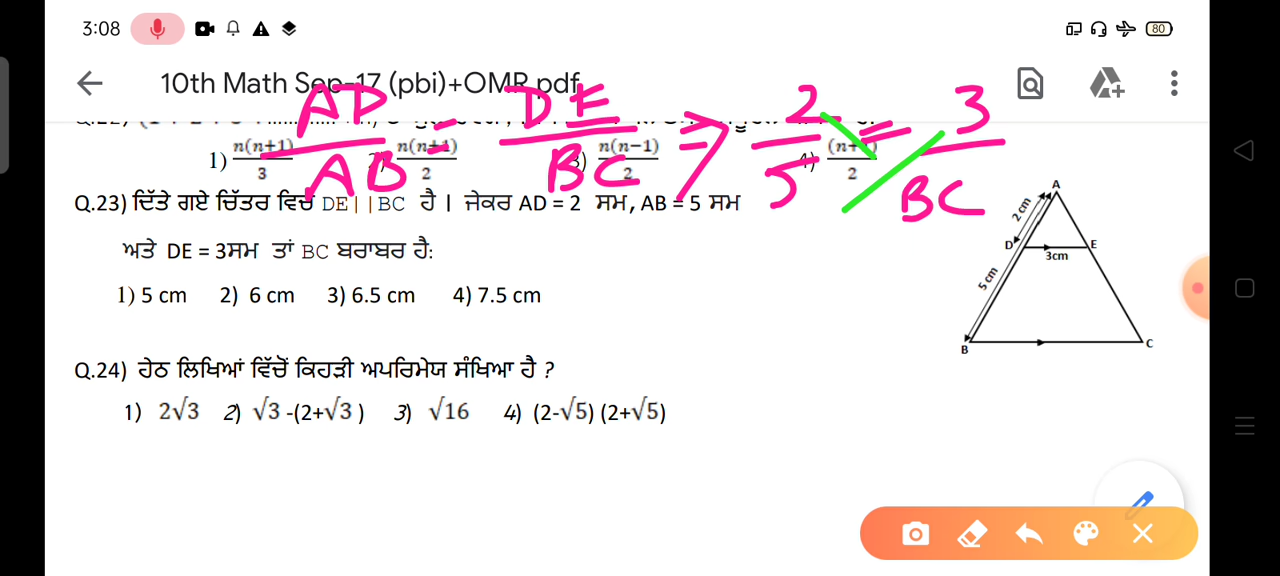 3:08 80
10th Math Sep-17 (pbi)+OMR.pdf
AD/AB = DE/BC ⇒ 2/5 = 3/BC
1) n(n+1)/3 n(n+1)/2 3) n(n-1)/2 4) /2
Q.23) ਦਿੱਤੇ ਗਏ ਚਿੱਤਰ ਵਿਚ DE||BC ਹੈ। ਜੇਕਰ AD = 2 ਸਮ, AB = 5 ਸਮ
ਅਤੇ DE = 3ਸਮ ਤਾਂ BC ਬਰਾਬਰ ਹੈ:
1) 5 cm 2) 6 cm 3) 6.5 cm 4) 7.5 cm
A
2 cm
D E
3cm
5 cm
B C
Q.24) ਹੇਠ ਲਿਖਿਆਂ ਵਿੱਚੋਂ ਕਿਹੜੀ ਅਪਰਿਮੇਯ ਸੰਖਿਆ ਹੈ ?
1) 2√3 2) √3 -(2+√3 ) 3) √16 4) (2-√5) (2+√5)